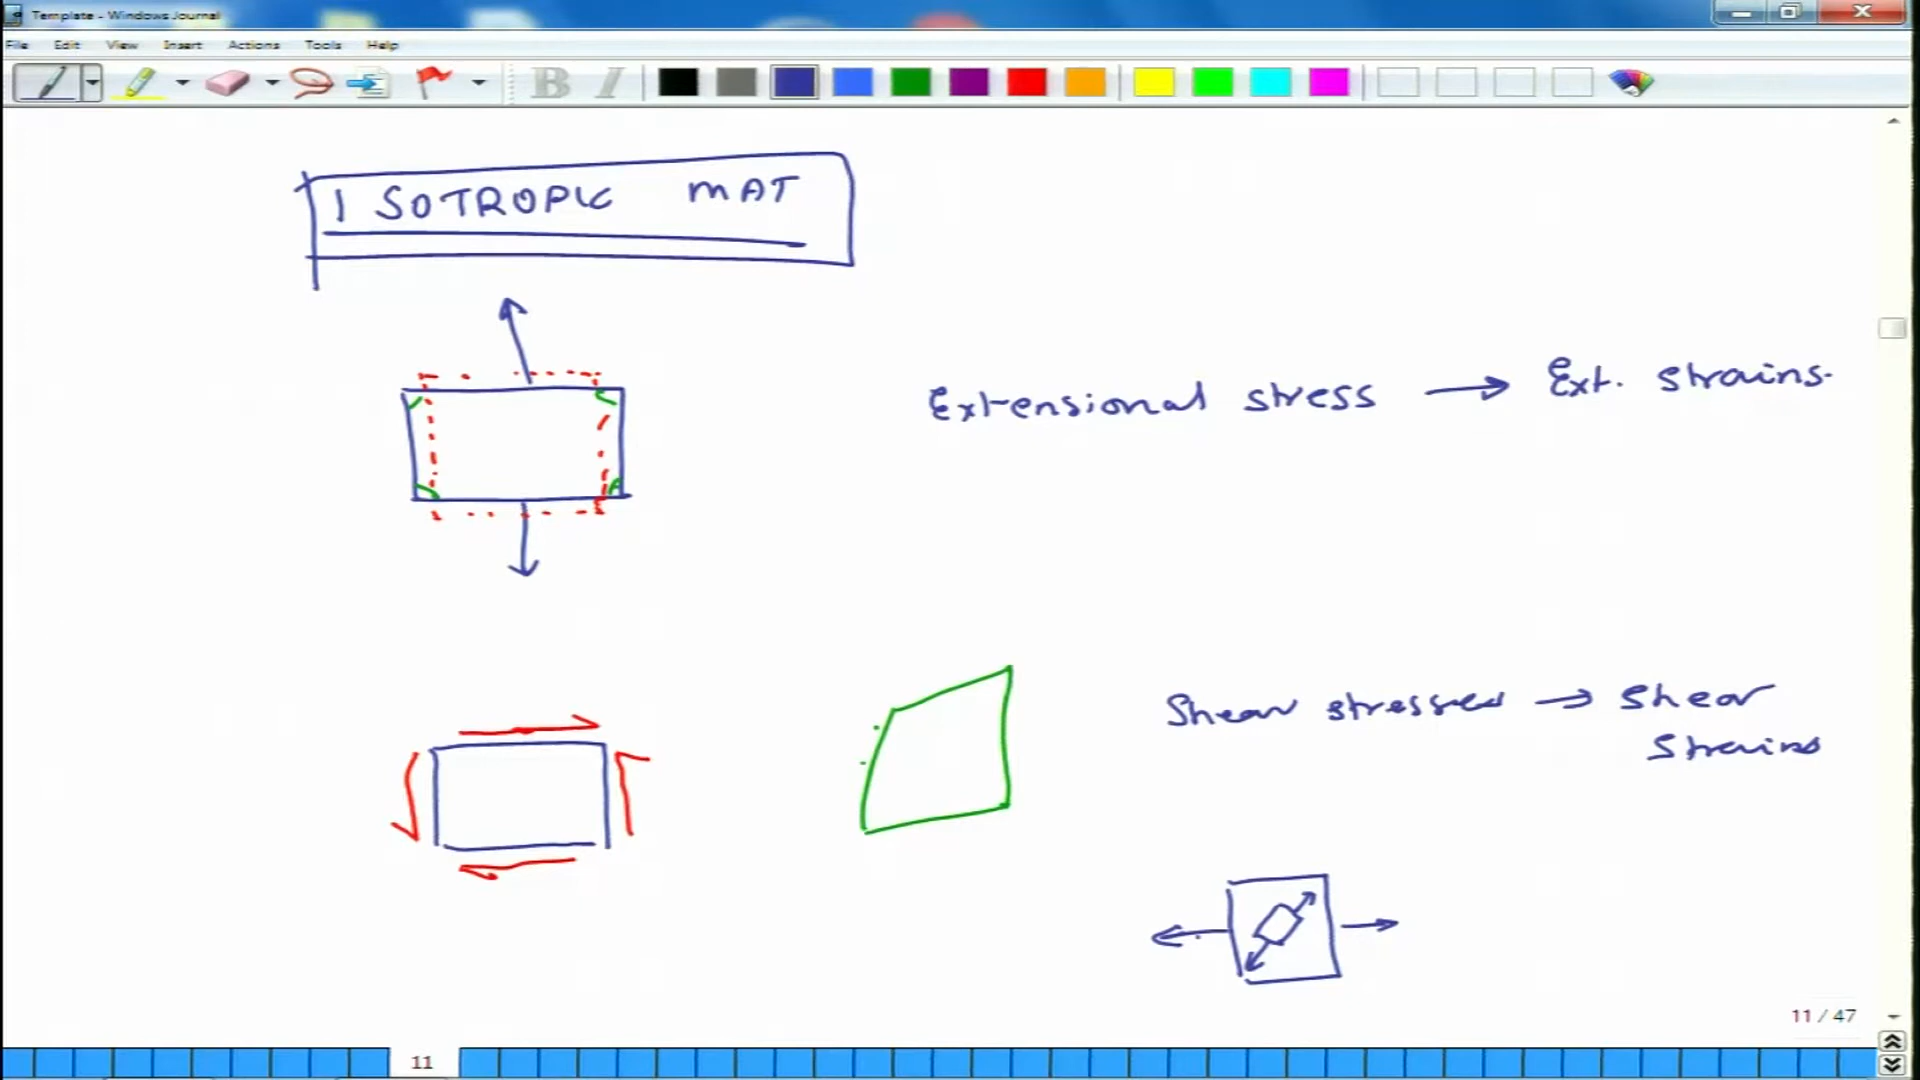 Template - Windows Journal
File Edit View Insert Actions Tools Help
B I
ISOTROPIC MAT
Extensional stress → Ext. strains.
Shear stresses → Shear
strains
11 / 47
11